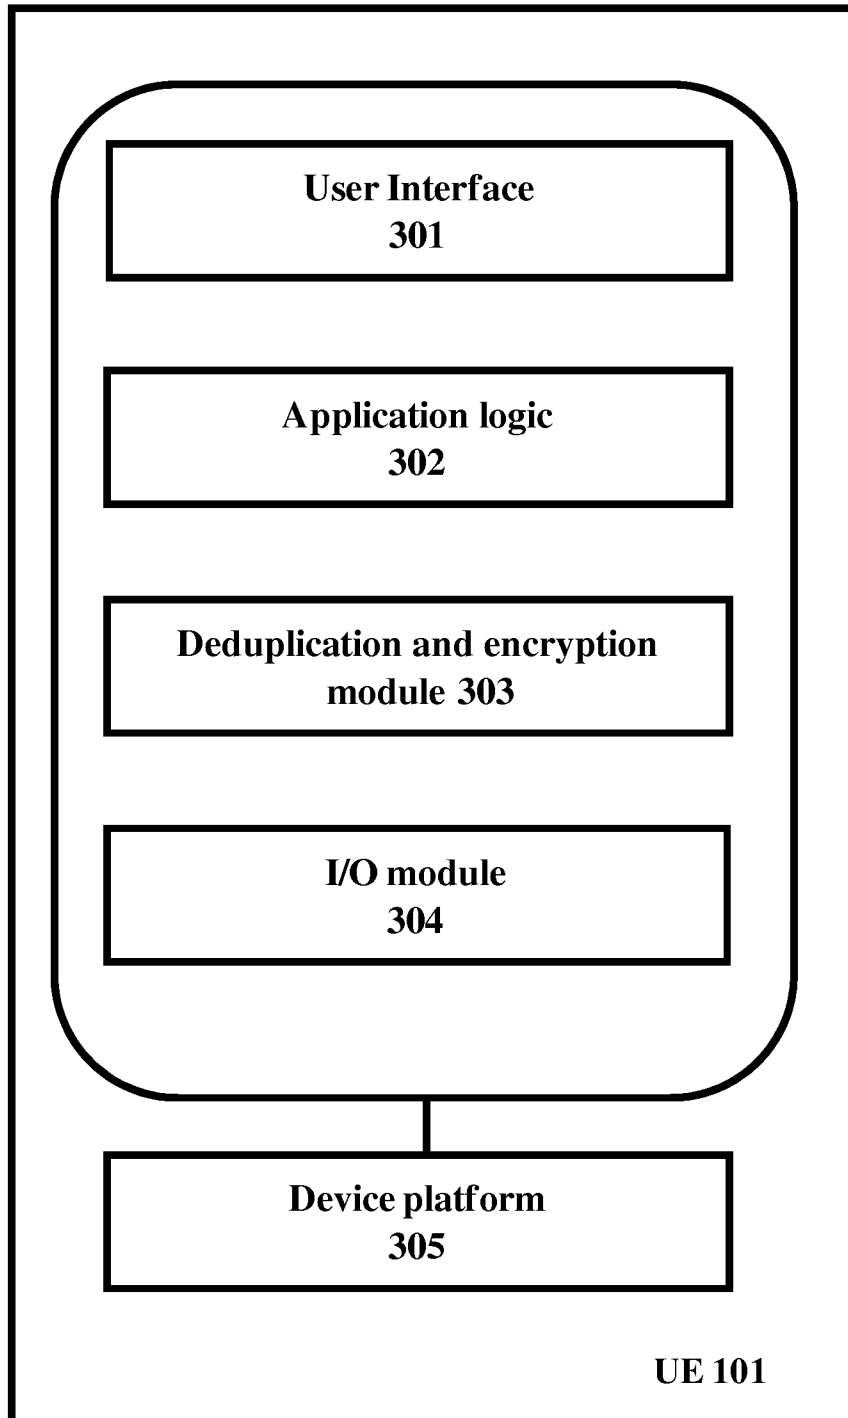 User Interface
301
Application logic
302
Deduplication and encryption
module 303
I/O module
304
Device platform
305
UE 101